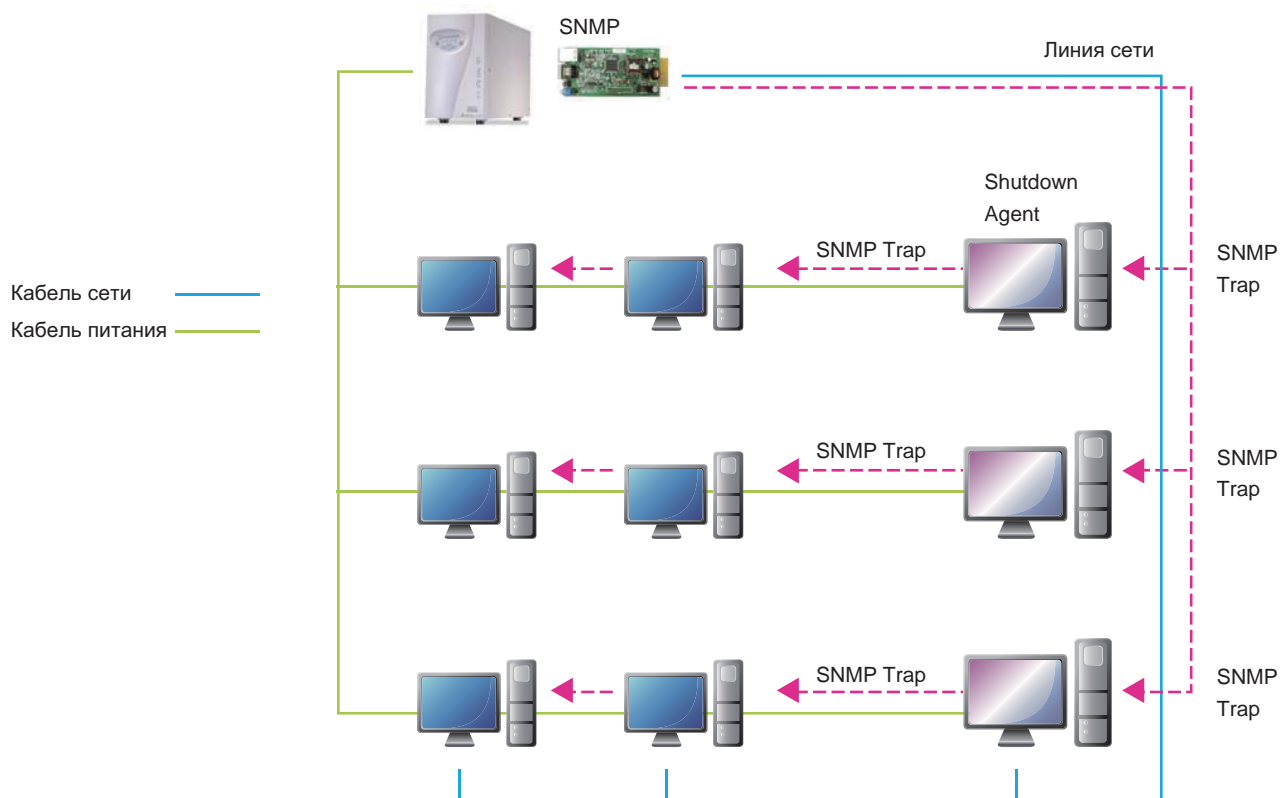 SNMP
Линия сети
Shutdown
Agent
SNMP Trap
SNMP
Trap
Кабель сети
Кабель питания
SNMP Trap
SNMP
Trap
SNMP Trap
SNMP
Trap